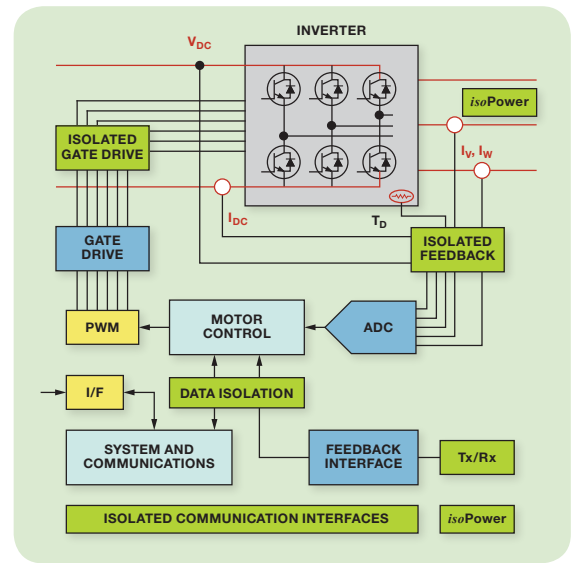 INVERTER
VDC
isoPower
ISOLATED
GATE DRIVE
IV, IW
IDC
TD
GATE
DRIVE
ISOLATED
FEEDBACK
PWM
MOTOR
CONTROL
ADC
I/F
DATA ISOLATION
SYSTEM AND
COMMUNICATIONS
FEEDBACK
INTERFACE
Tx/Rx
ISOLATED COMMUNICATION INTERFACES
isoPower